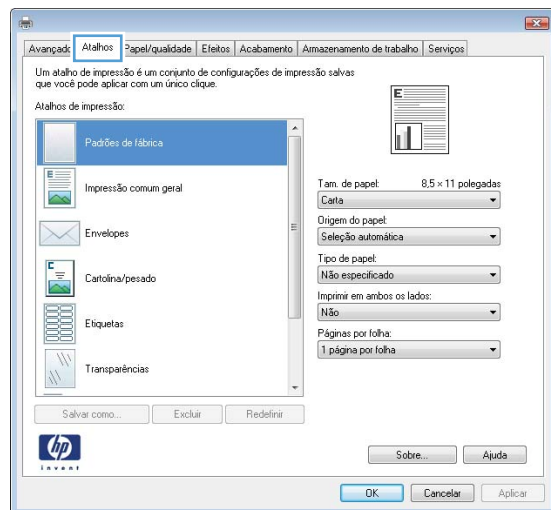 Avançado Atalhos Papel/qualidade Efeitos Acabamento Armazenamento de trabalho Serviços
Um atalho de impressão é um conjunto de configurações de impressão salvas
que você pode aplicar com um único clique.
Atalhos de impressão:
Padrões de fábrica
Impressão comum geral
Envelopes
Cartolina/pesado
Etiquetas
Transparências
Salvar como... Excluir Redefinir
E
Tam. de papel: 8,5 × 11 polegadas
Carta
Origem do papel:
Seleção automática
Tipo de papel:
Não especificado
Imprimir em ambos os lados:
Não
Páginas por folha:
1 página por folha
hp
invent
Sobre... Ajuda
OK Cancelar Aplicar